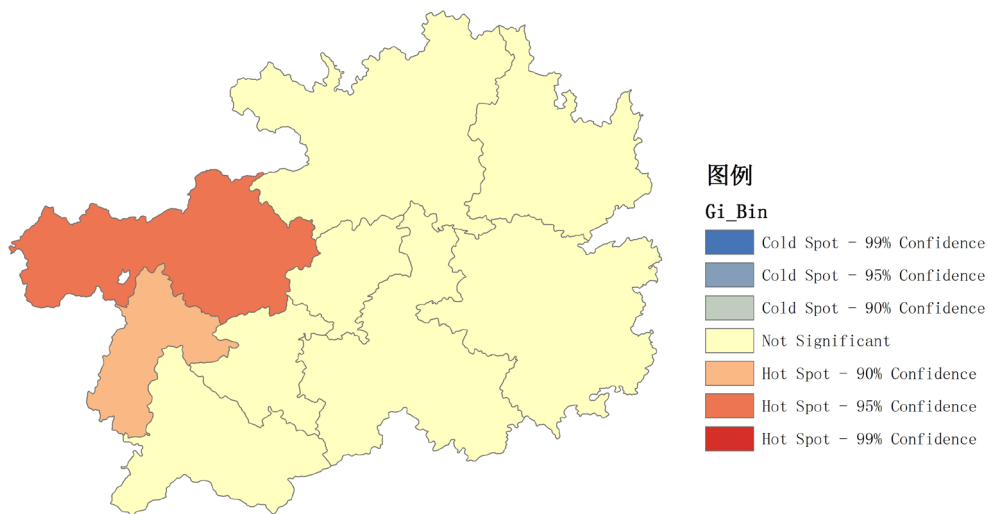 图例
Gi_Bin
Cold Spot - 99% Confidence
Cold Spot - 95% Confidence
Cold Spot - 90% Confidence
Not Significant
Hot Spot - 90% Confidence
Hot Spot - 95% Confidence
Hot Spot - 99% Confidence